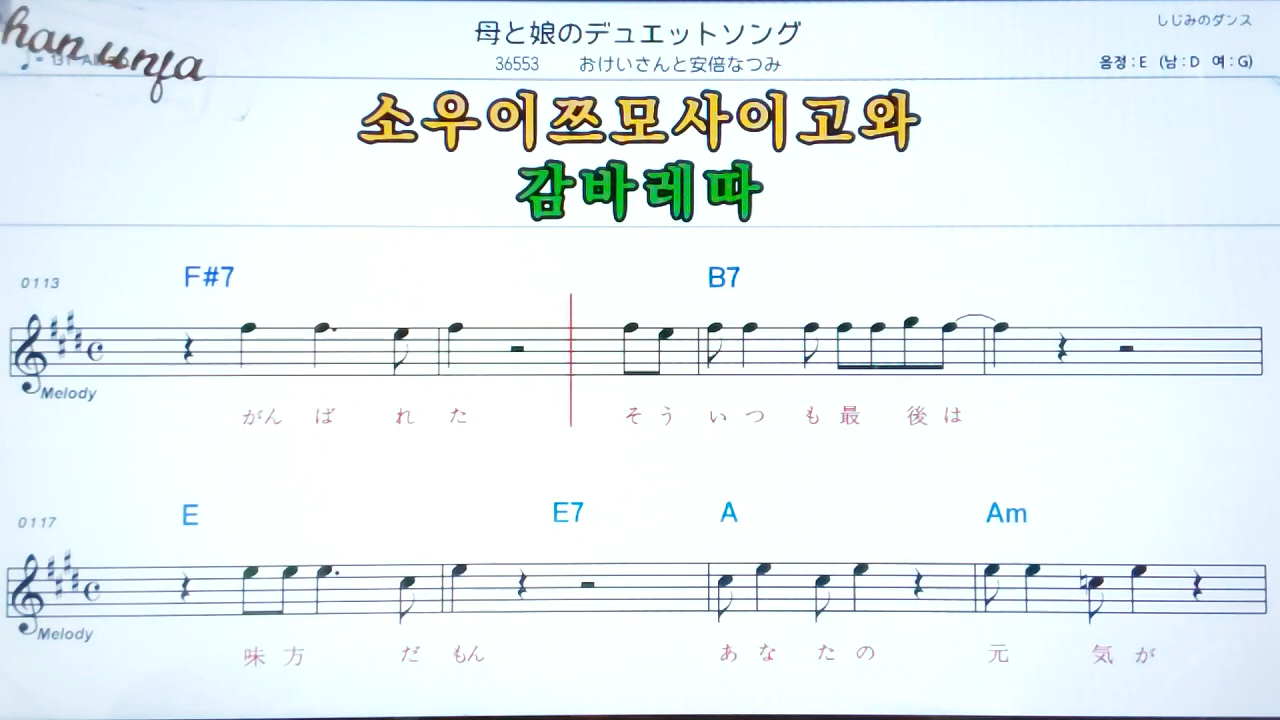 han unfa
しじみのダンス
母と娘のデュエットソング
36553 おけいさんと安倍なつみ
음정 : E (남 : D 여 : G)
소우이쯔모사이고와
감바레따
0113 F#7 B7
Melody
がん ば れ た そ う い つ も 最 後 は
0117 E E7 A Am
Melody
味 方 だ もん あ な た の 元 気 が